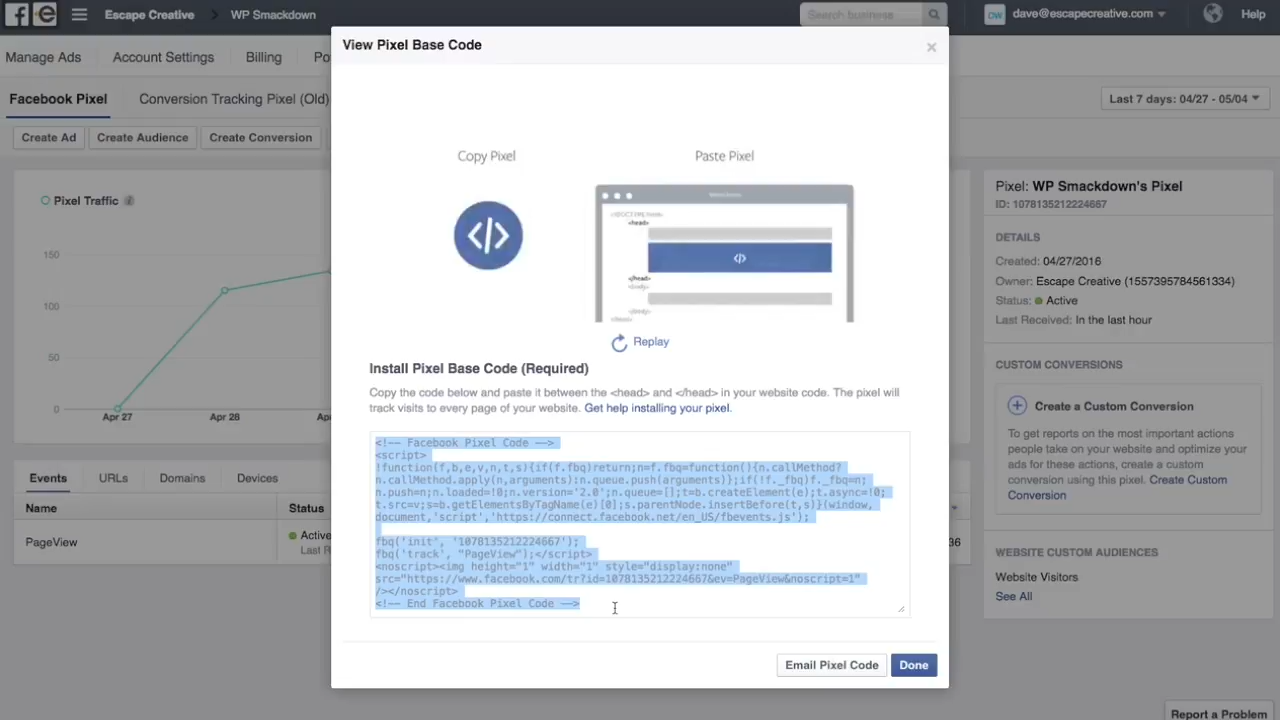 Escape Creative > WP Smackdown
Search business
dave@escapecreative.com
Help
Manage Ads
Account Settings
Billing
Po
Facebook Pixel
Conversion Tracking Pixel (Old)
Last 7 days: 04/27 - 05/04
Create Ad
Create Audience
Create Conversion
View Pixel Base Code
×
Copy Pixel
Paste Pixel
</>
<head>
</>
</head>
<body>
</body>
Replay
Install Pixel Base Code (Required)
Copy the code below and paste it between the <head> and </head> in your website code. The pixel will
track visits to every page of your website. Get help installing your pixel.
<!-- Facebook Pixel Code -->
<script>
!function(f,b,e,v,n,t,s){if(f.fbq)return;n=f.fbq=function(){n.callMethod?
n.callMethod.apply(n,arguments):n.queue.push(arguments)};if(!f._fbq)f._fbq=n;
n.push=n;n.loaded=!0;n.version='2.0';n.queue=[];t=b.createElement(e);t.async=!0;
t.src=v;s=b.getElementsByTagName(e)[0];s.parentNode.insertBefore(t,s)}(window,
document,'script','https://connect.facebook.net/en_US/fbevents.js');
fbq('init', '1078135212224667');
fbq('track', "PageView");</script>
<noscript><img height="1" width="1" style="display:none"
src="https://www.facebook.com/tr?id=1078135212224667&ev=PageView&noscript=1"
/></noscript>
<!-- End Facebook Pixel Code -->
Email Pixel Code
Done
Pixel Traffic
150
100
50
0
Apr 27
Apr 28
Ap
Events
URLs
Domains
Devices
Name
Status
PageView
Active
Last R
36
Pixel: WP Smackdown's Pixel
ID: 1078135212224667
DETAILS
Created: 04/27/2016
Owner: Escape Creative (1557395784561334)
Status: Active
Last Received: In the last hour
CUSTOM CONVERSIONS
Create a Custom Conversion
To get reports on the most important actions
people take on your website and optimize your
ads for these actions, create a custom
conversion using this pixel. Create Custom
Conversion
WEBSITE CUSTOM AUDIENCES
Website Visitors
See All
Report a Problem